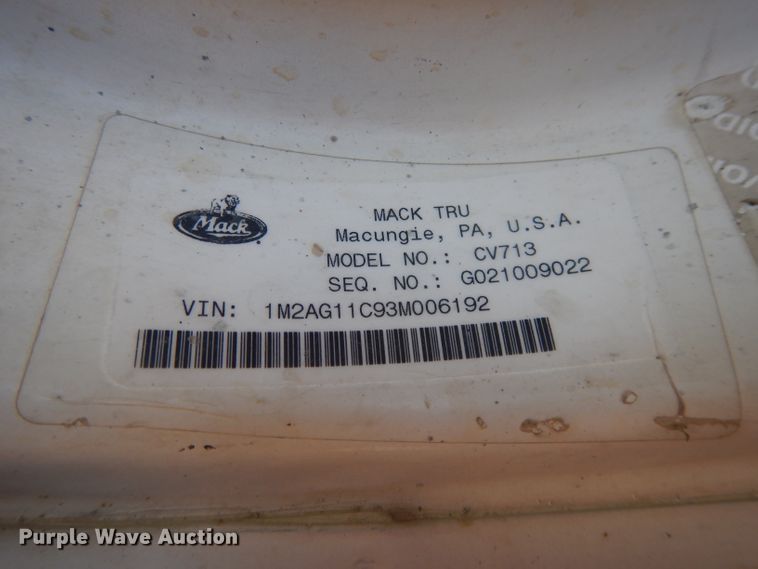 Mack
MACK TRU
Macungie, PA, U.S.A.
MODEL NO.: CV713
SEQ. NO.: G021009022
VIN: 1M2AG11C93M006192
Purple Wave Auction